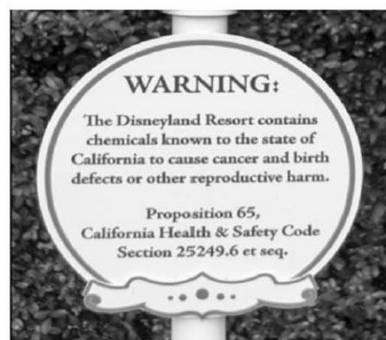 WARNING:
The Disneyland Resort contains
chemicals known to the state of
California to cause cancer and birth
defects or other reproductive harm.
Proposition 65,
California Health & Safety Code
Section 25249.6 et seq.